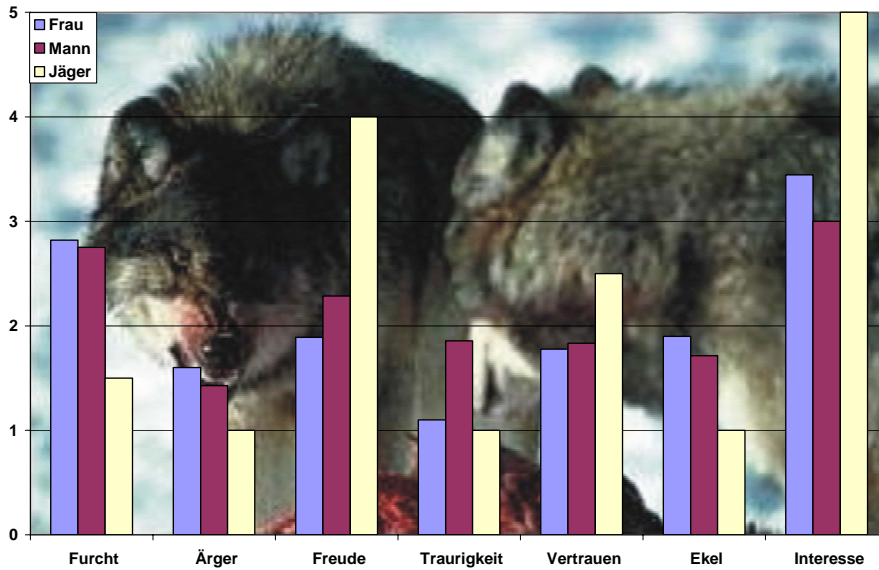 5
Frau
Mann
Jäger
4
3
2
1
0
Furcht Ärger Freude Traurigkeit Vertrauen Ekel Interesse